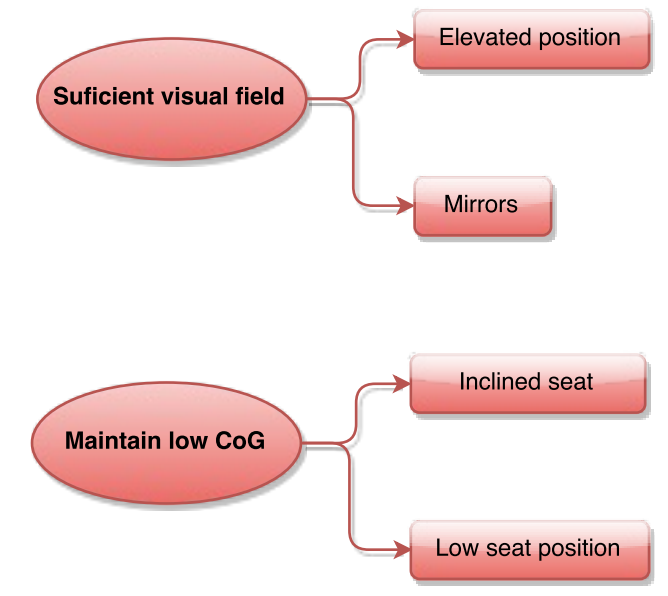 Elevated position
Suficient visual field
Mirrors
Inclined seat
Maintain low CoG
Low seat position